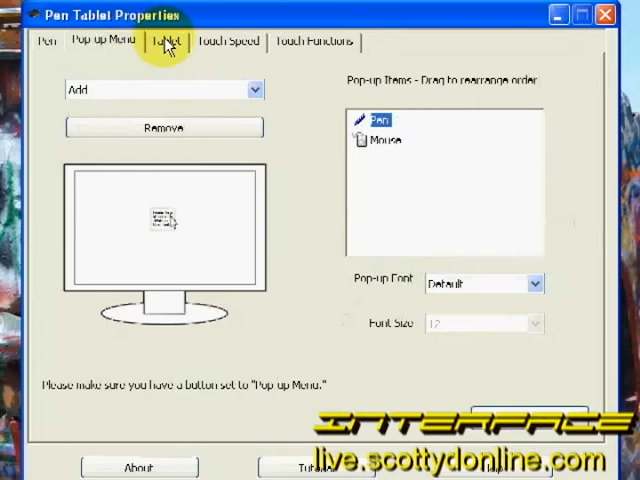 Pen Tablet Properties
Pen Pop-up Menu Tablet Touch Speed Touch Functions
Add
Remove
Pop-up Items - Drag to rearrange order.
Pen
Mouse
Pop-up Font Default
Font Size 12
Please make sure you have a button set to "Pop-up Menu."
INTERFACE
About
live.scottydonline.com